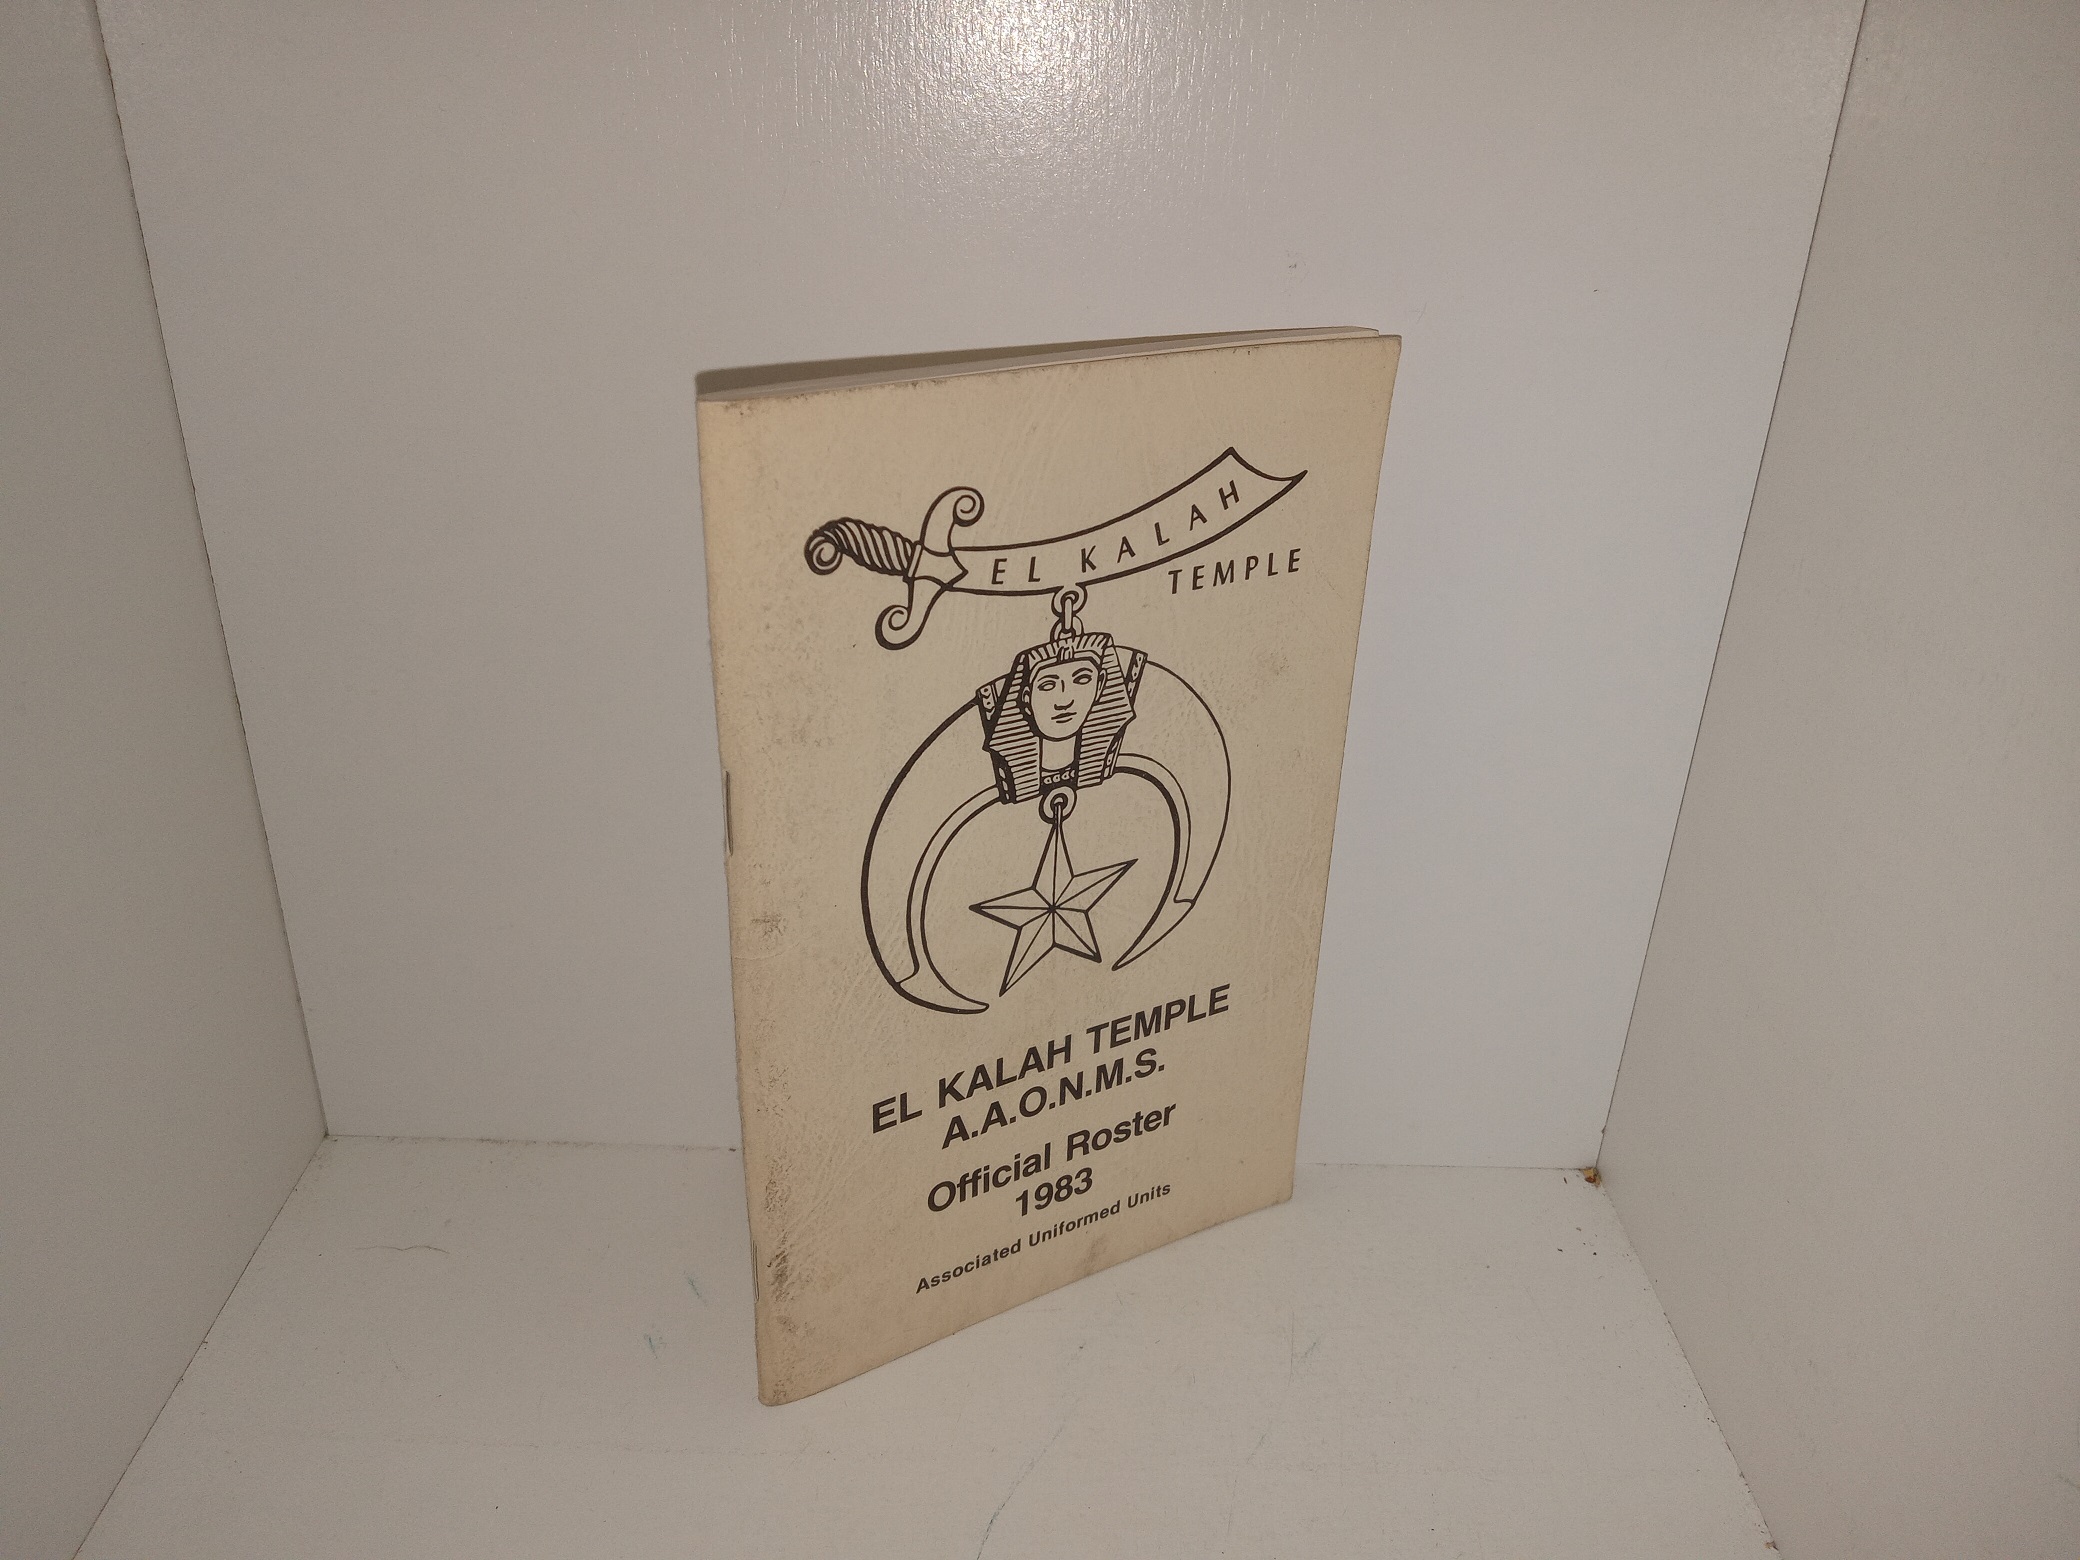 EL KALAH
TEMPLE
EL KALAH TEMPLE
A.A.O.N.M.S.
Official Roster
1983
Associated Uniformed Units